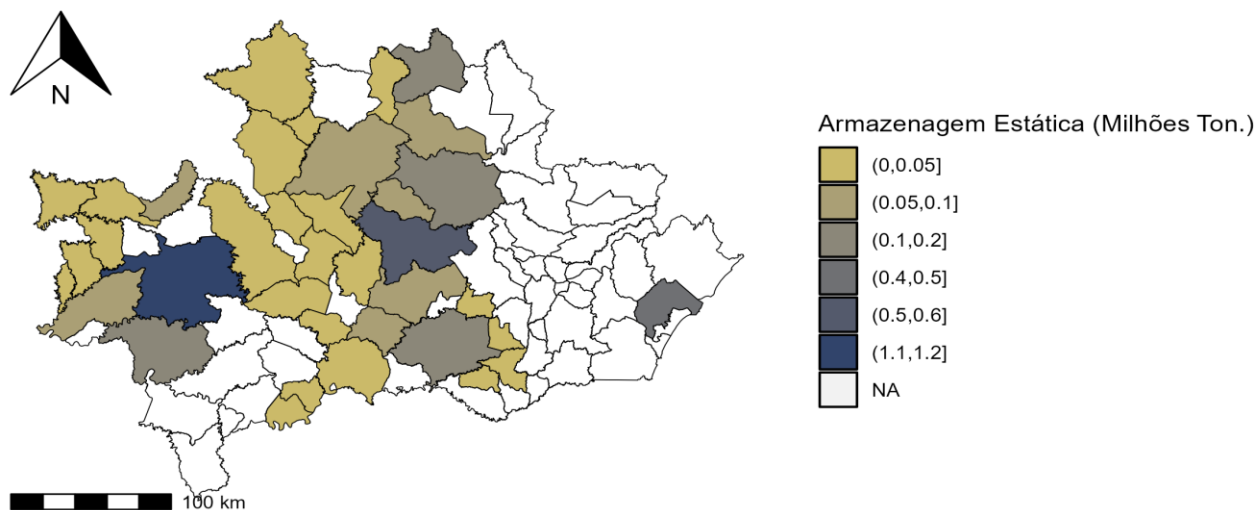 N
100 km
Armazenagem Estática (Milhões Ton.)
(0,0.05]
(0.05,0.1]
(0.1,0.2]
(0.4,0.5]
(0.5,0.6]
(1.1,1.2]
NA